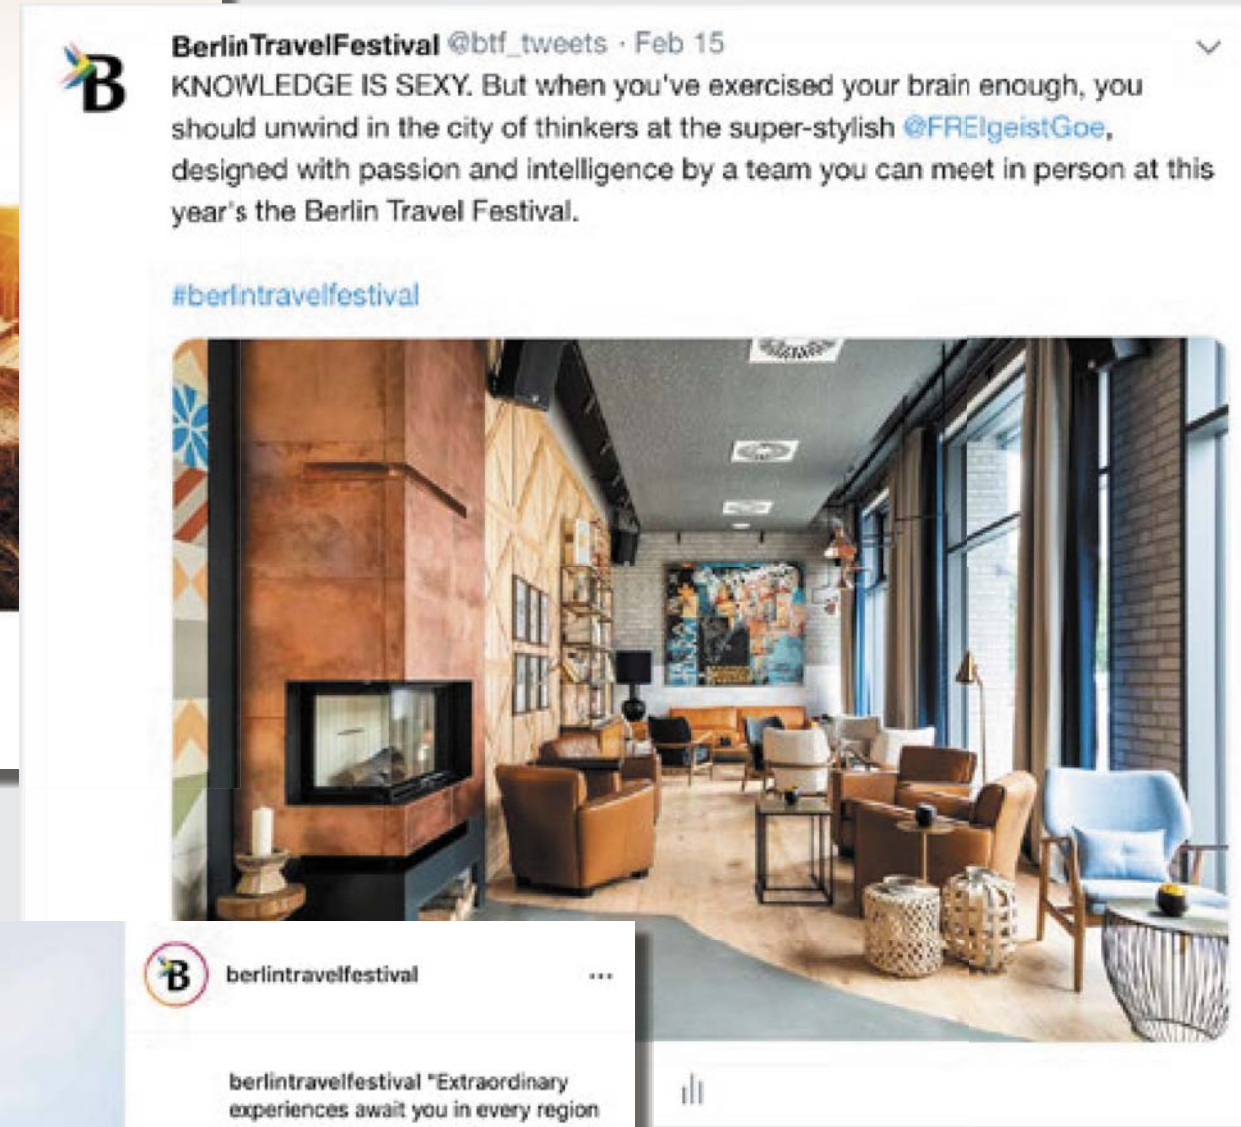 BerlinTravelFestival @btf_tweets · Feb 15
KNOWLEDGE IS SEXY. But when you've exercised your brain enough, you
should unwind in the city of thinkers at the super-stylish @FREIgeistGoe,
designed with passion and intelligence by a team you can meet in person at this
year's the Berlin Travel Festival.
#berlintravelfestival
B
B
berlintravelfestival
berlintravelfestival "Extraordinary
experiences await you in every region